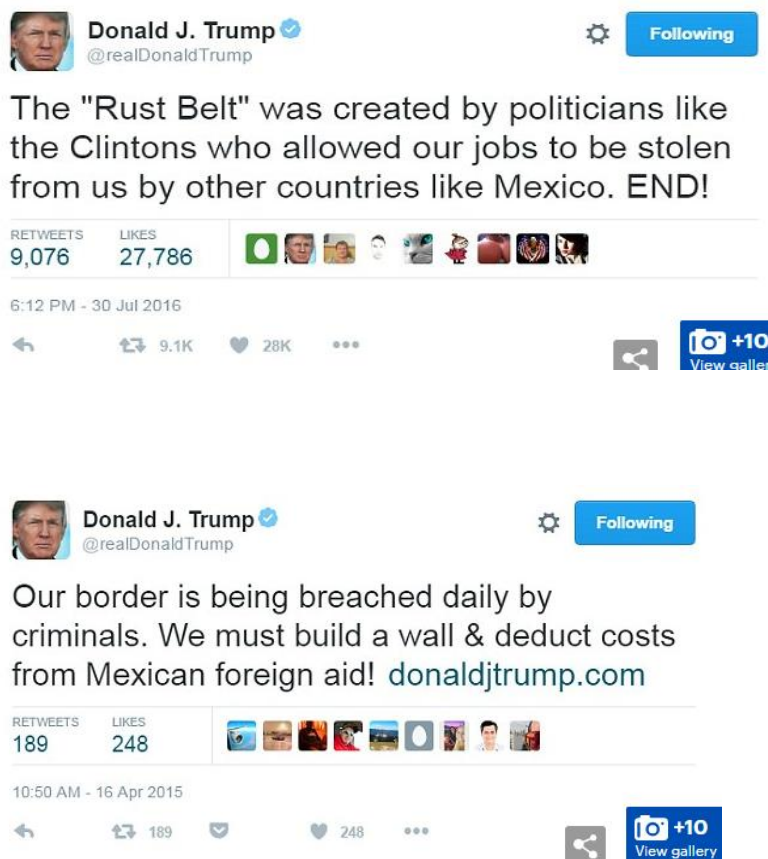 Donald J. Trump
Following
@realDonaldTrump
The "Rust Belt" was created by politicians like
the Clintons who allowed our jobs to be stolen
from us by other countries like Mexico. END!
RETWEETS LIKES
9,076 27,786
6:12 PM - 30 Jul 2016
9.1K 28K
+10
View galler
Donald J. Trump
Following
@realDonaldTrump
Our border is being breached daily by
criminals. We must build a wall & deduct costs
from Mexican foreign aid! donaldjtrump.com
RETWEETS LIKES
189 248
10:50 AM - 16 Apr 2015
189 248
+10
View gallery